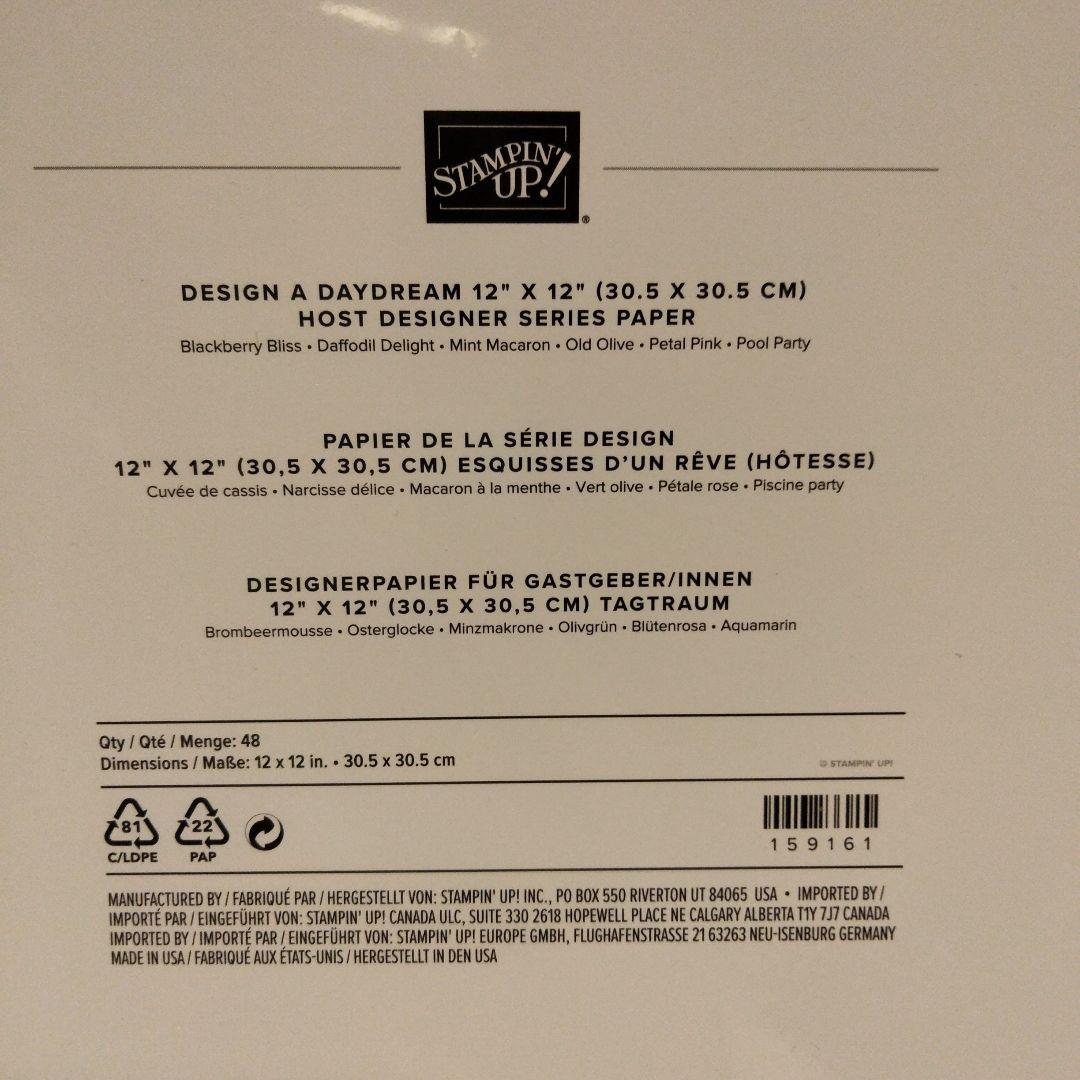 STAMPIN' UP!®
DESIGN A DAYDREAM 12" X 12" (30.5 X 30.5 CM)
HOST DESIGNER SERIES PAPER
Blackberry Bliss • Daffodil Delight • Mint Macaron • Old Olive • Petal Pink • Pool Party
PAPIER DE LA SÉRIE DESIGN
12" X 12" (30,5 X 30,5 CM) ESQUISSES D'UN RÊVE (HÔTESSE)
Cuvée de cassis • Narcisse délice • Macaron à la menthe • Vert olive • Pétale rose • Piscine party
DESIGNERPAPIER FÜR GASTGEBER/INNEN
12" X 12" (30,5 X 30,5 CM) TAGTRAUM
Brombeermousse • Osterglocke • Minzmakrone • Olivgrün • Blütenrosa • Aquamarin
Qty / Qté / Menge: 48
Dimensions / Maße: 12 x 12 in. • 30.5 x 30.5 cm
© STAMPIN' UP!
81 22
C/LDPE PAP
159161
MANUFACTURED BY / FABRIQUÉ PAR / HERGESTELLT VON: STAMPIN' UP! INC., PO BOX 550 RIVERTON UT 84065 USA • IMPORTED BY /
IMPORTÉ PAR / EINGEFÜHRT VON: STAMPIN' UP! CANADA ULC, SUITE 330 2618 HOPEWELL PLACE NE CALGARY ALBERTA T1Y 7J7 CANADA
IMPORTED BY / IMPORTÉ PAR / EINGEFÜHRT VON: STAMPIN' UP! EUROPE GMBH, FLUGHAFENSTRASSE 21 63263 NEU-ISENBURG GERMANY
MADE IN USA / FABRIQUÉ AUX ÉTATS-UNIS / HERGESTELLT IN DEN USA